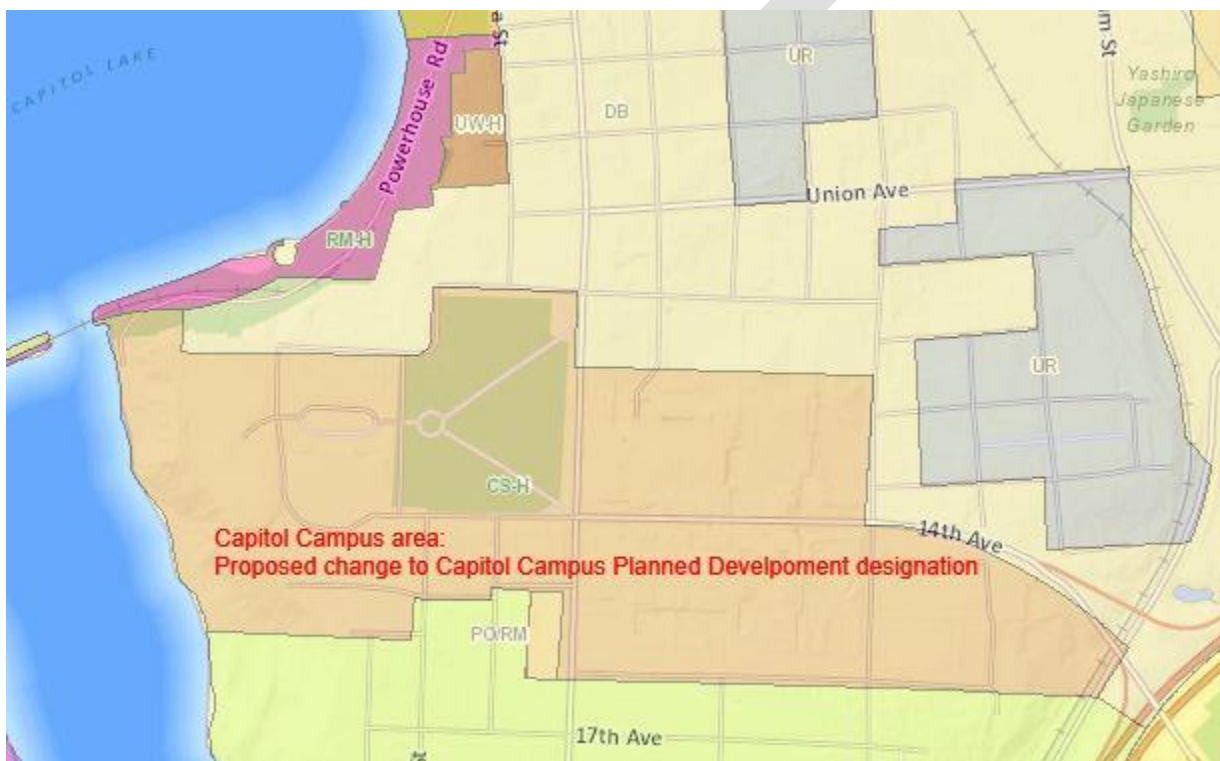 a St
um St
CAPITOL LAKE
Powerhouse Rd
UR
Yashiro
Japanese
Garden
DB
UW-H
Union Ave
RM-H
UR
CS-H
14th Ave
Capitol Campus area:
Proposed change to Capitol Campus Planned Develpoment designation
PO/RM
17th Ave